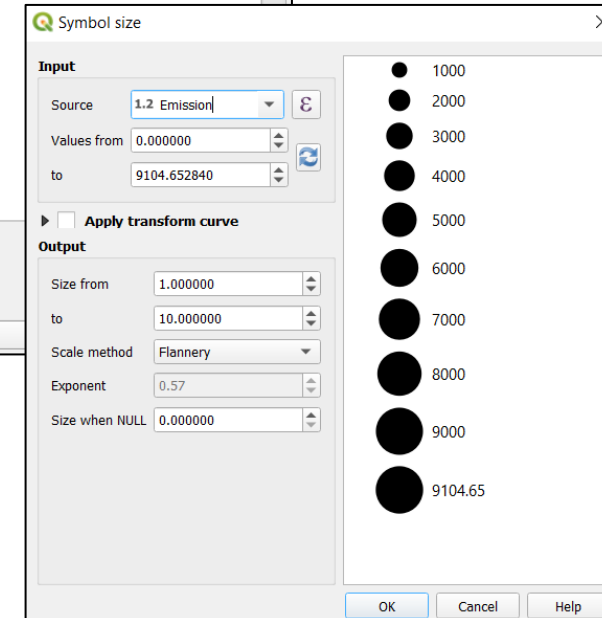 Symbol size
Input
Source 1.2 Emission ε
Values from 0.000000
to 9104.652840
Apply transform curve
Output
Size from 1.000000
to 10.000000
Scale method Flannery
Exponent 0.57
Size when NULL 0.000000
1000
2000
3000
4000
5000
6000
7000
8000
9000
9104.65
OK Cancel Help